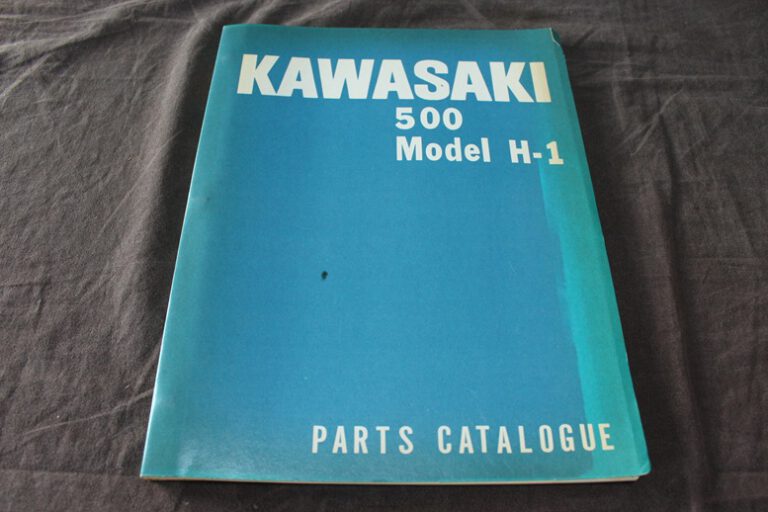 KAWASAKI
500
Model H-1
PARTS CATALOGUE